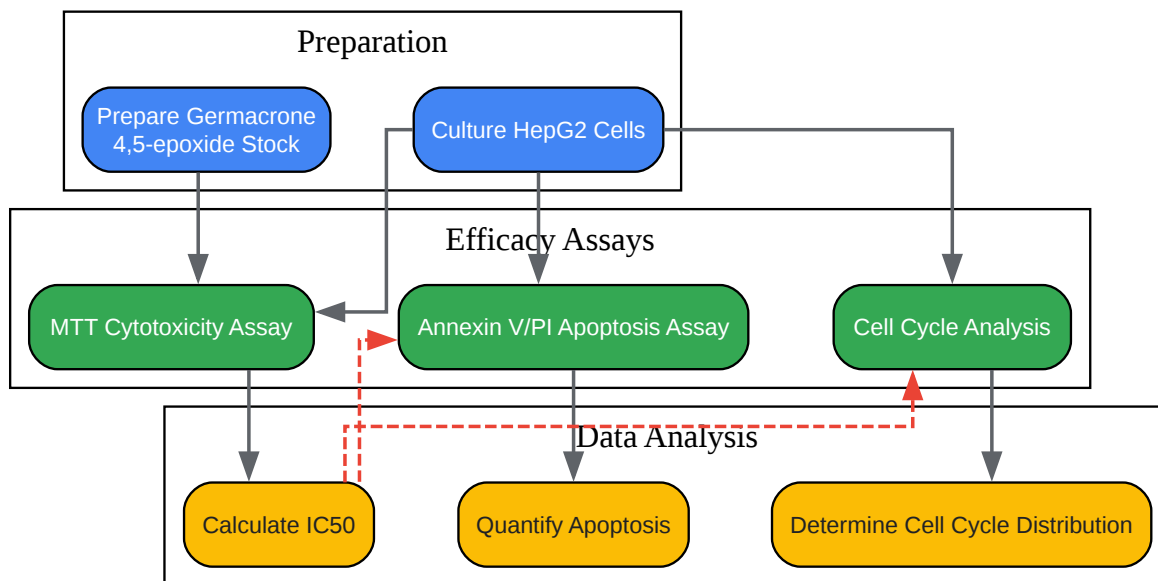 Preparation
Prepare Germacrone
4,5-epoxide Stock
Culture HepG2 Cells
Efficacy Assays
MTT Cytotoxicity Assay
Annexin V/PI Apoptosis Assay
Cell Cycle Analysis
Data Analysis
Calculate IC50
Quantify Apoptosis
Determine Cell Cycle Distribution